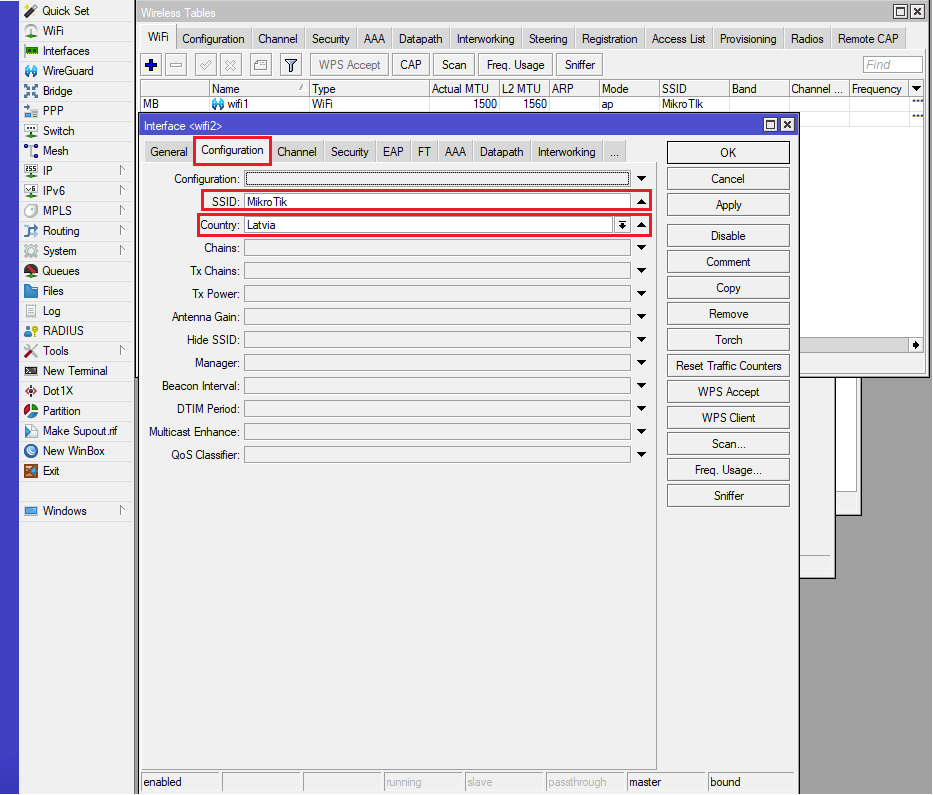 Quick Set
WiFi
Interfaces
WireGuard
Bridge
PPP
Switch
Mesh
IP
IPv6
MPLS
Routing
System
Queues
Files
Log
RADIUS
Tools
New Terminal
Dot1X
Partition
Make Supout.rif
New WinBox
Exit
Windows
Wireless Tables
WiFi Configuration Channel Security AAA Datapath Interworking Steering Registration Access List Provisioning Radios Remote CAP
WPS Accept CAP Scan Freq. Usage Sniffer Find
Name Type Actual MTU L2 MTU ARP Mode SSID Band Channel ... Frequency
MB wifi1 WiFi 1500 1560 ap MikroTIk
Interface <wifi2>
General Configuration Channel Security EAP FT AAA Datapath Interworking ...
Configuration:
SSID: MikroTik
Country: Latvia
Chains:
Tx Chains:
Tx Power:
Antenna Gain:
Hide SSID:
Manager:
Beacon Interval:
DTIM Period:
Multicast Enhance:
QoS Classifier:
OK
Cancel
Apply
Disable
Comment
Copy
Remove
Torch
Reset Traffic Counters
WPS Accept
WPS Client
Scan...
Freq. Usage...
Sniffer
enabled running slave passthrough master bound